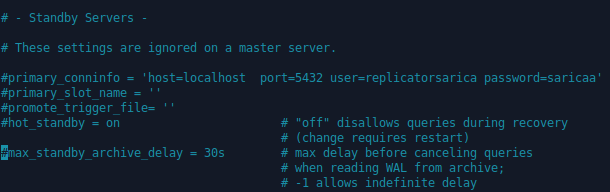 # - Standby Servers -
# These settings are ignored on a master server.
#primary_conninfo = 'host=localhost  port=5432 user=replicatorsarica password=saricaa'
#primary_slot_name = ''
#promote_trigger_file= ''
#hot_standby = on                       # "off" disallows queries during recovery
                                        # (change requires restart)
#max_standby_archive_delay = 30s        # max delay before canceling queries
                                        # when reading WAL from archive;
                                        # -1 allows indefinite delay